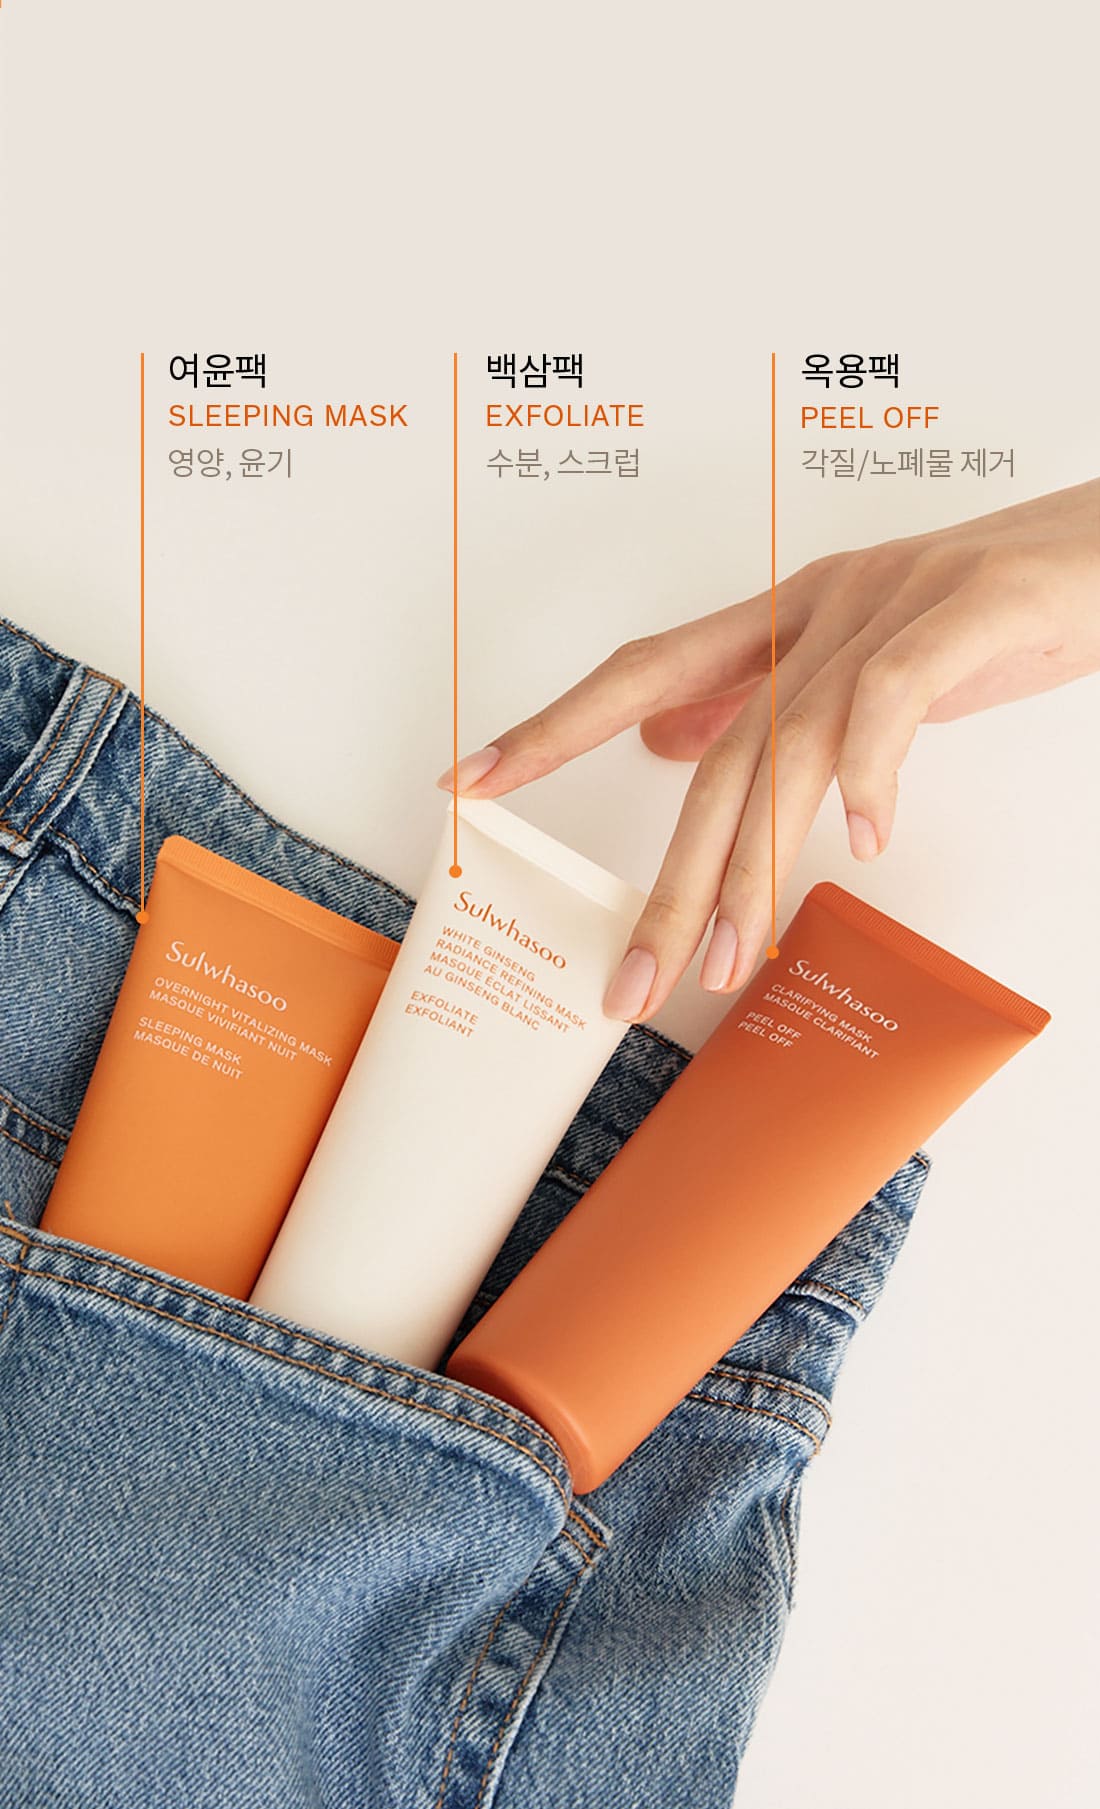 여윤팩
SLEEPING MASK
영양, 윤기
백삼팩
EXFOLIATE
수분, 스크럽
옥용팩
PEEL OFF
각질/노폐물 제거
Sulwhasoo
OVERNIGHT VITALIZING MASK
MASQUE VIVIFIANT NUIT
SLEEPING MASK
MASQUE DE NUIT
Sulwhasoo
WHITE GINSENG
RADIANCE REFINING MASK
MASQUE ÉCLAT LISSANT
AU GINSENG BLANC
EXFOLIATE
EXFOLIANT
Sulwhasoo
CLARIFYING MASK
MASQUE CLARIFIANT
PEEL OFF
PEEL OFF